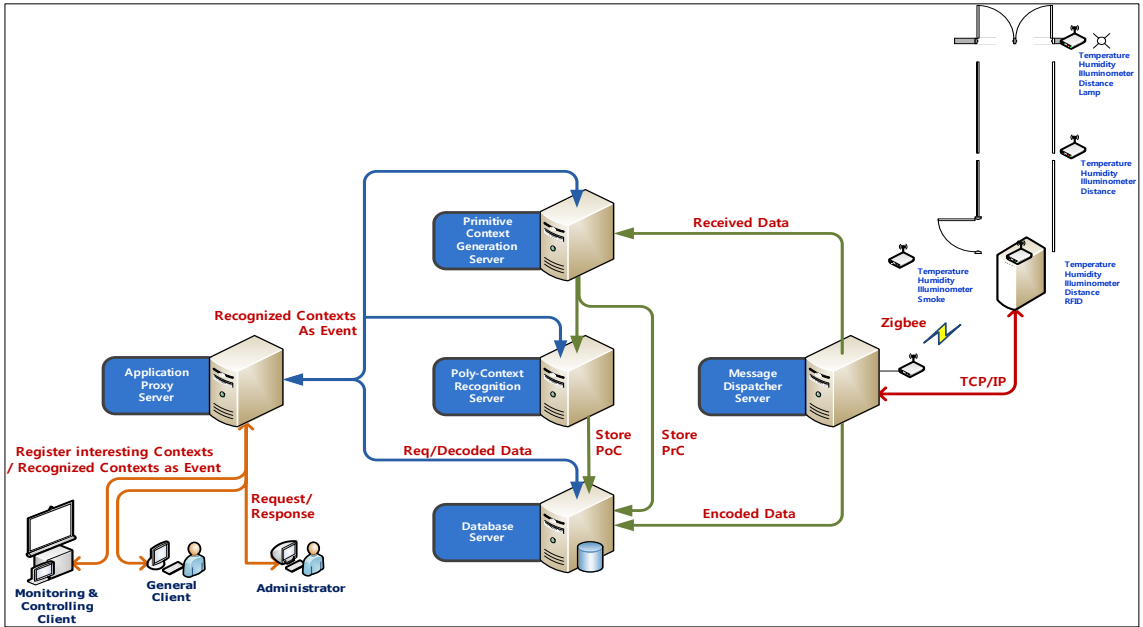 Temperature
Humidity
Illuminometer
Distance
Lamp
Temperature
Humidity
Illuminometer
Distance
Primitive
Context
Generation
Server
Received Data
Temperature
Humidity
Illuminometer
Smoke
Temperature
Humidity
Illuminometer
Distance
RFID
Recognized Contexts
As Event
Zigbee
Application
Proxy
Server
Poly-Context
Recognition
Server
Message
Dispatcher
Server
TCP/IP
Register interesting Contexts
/ Recognized Contexts as Event
Req/Decoded Data
Store
PoC
Store
PrC
Request/
Response
Database
Server
Encoded Data
Monitoring &
Controlling
Client
General
Client
Administrator